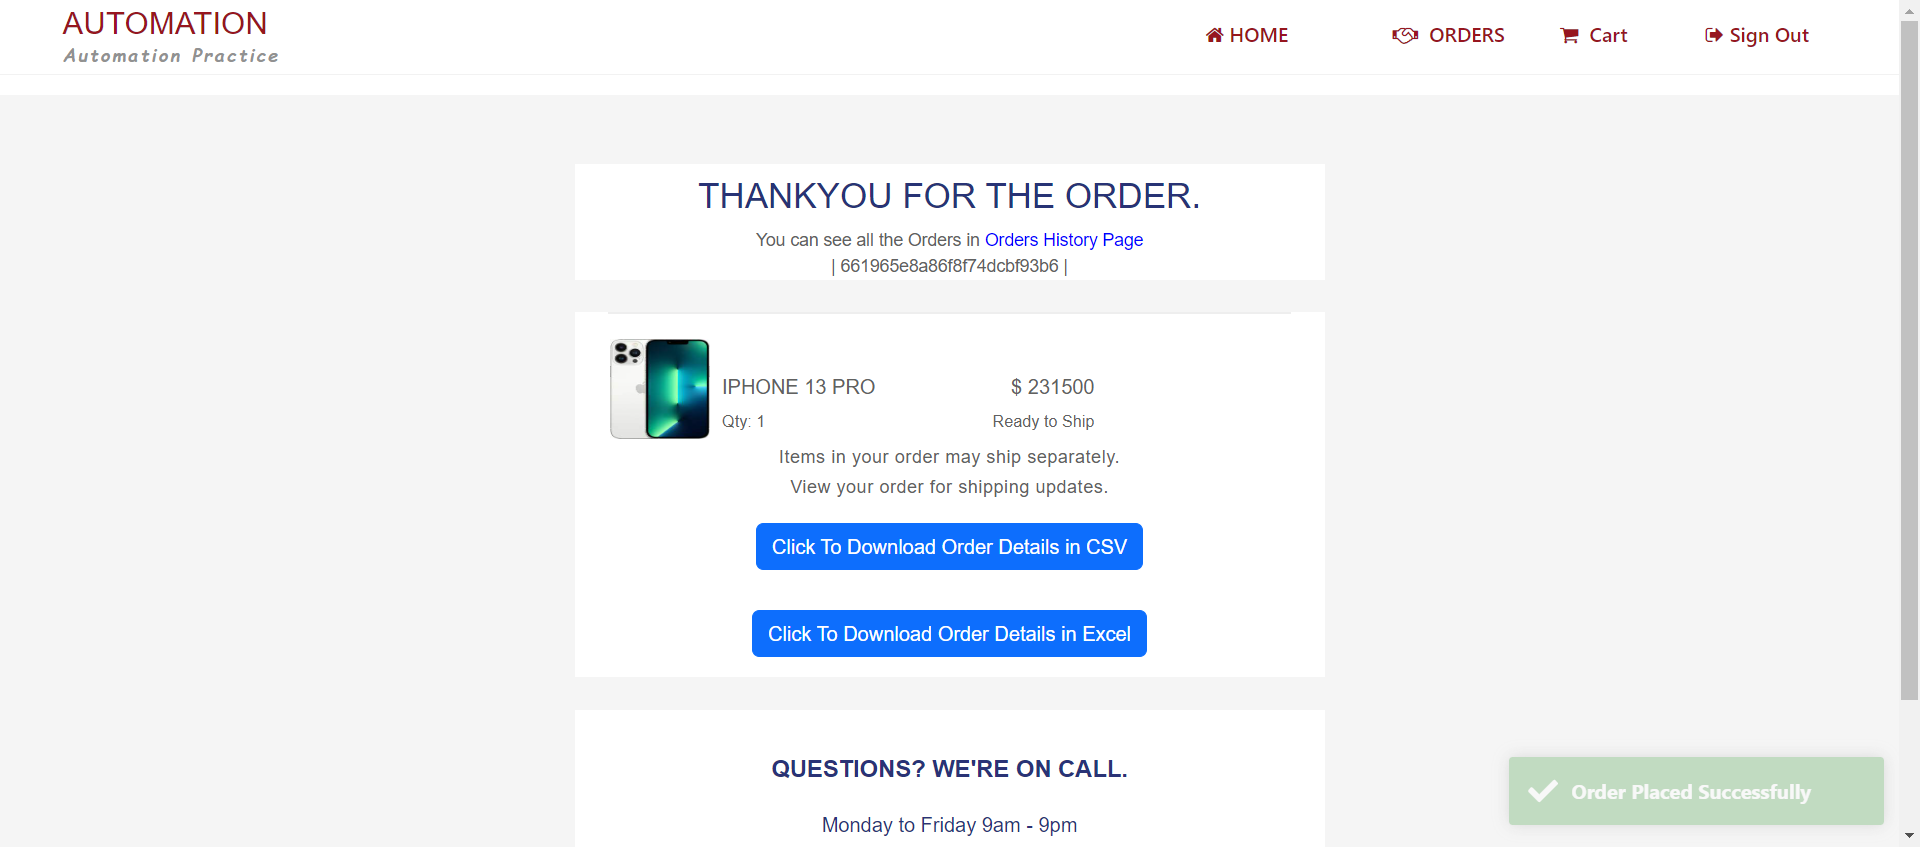 AUTOMATION
Automation Practice
HOME
ORDERS
Cart
Sign Out
THANKYOU FOR THE ORDER.
You can see all the Orders in Orders History Page
| 661965e8a86f8f74dcbf93b6 |
IPHONE 13 PRO
$ 231500
Qty: 1
Ready to Ship
Items in your order may ship separately.
View your order for shipping updates.
Click To Download Order Details in CSV
Click To Download Order Details in Excel
QUESTIONS? WE'RE ON CALL.
Monday to Friday 9am - 9pm
Order Placed Successfully